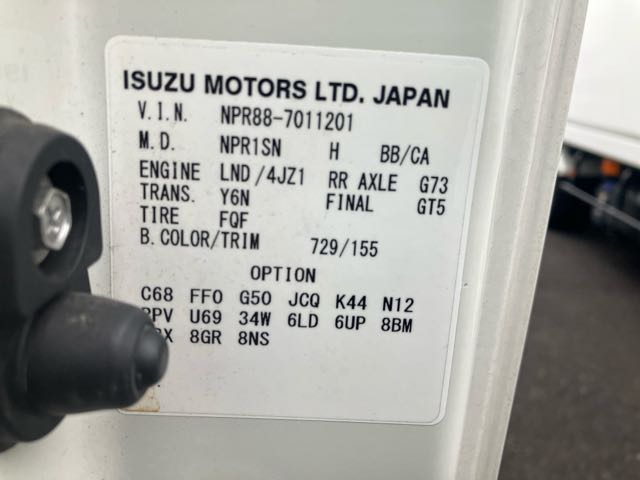 ISUZU MOTORS LTD. JAPAN
V.I.N. NPR88-7011201
M.D. NPR1SN H BB/CA
ENGINE LND/4JZ1 RR AXLE G73
TRANS. Y6N FINAL GT5
TIRE FQF
B.COLOR/TRIM 729/155
OPTION
C68 FF0 G50 JCQ K44 N12
U69 34W 6LD 6UP 8BM
8GR 8NS